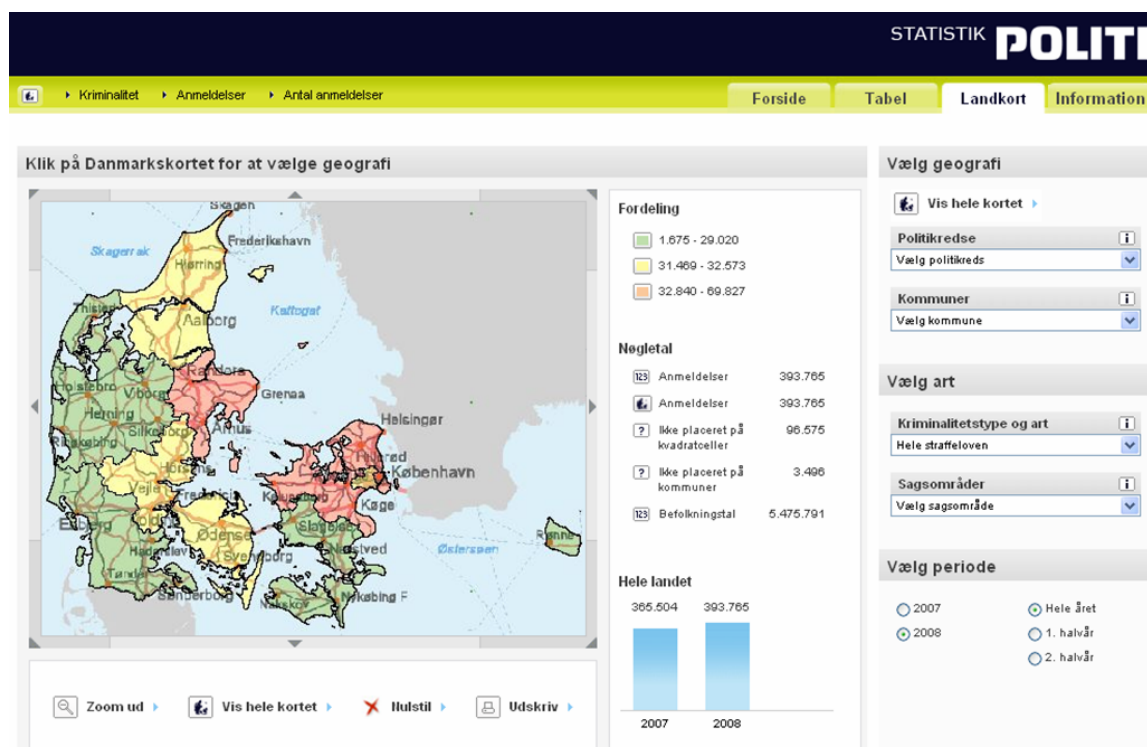 STATISTIK POLITI
Kriminalitet Anmeldelser Antal anmeldelser
Forside Tabel Landkort Information
Klik på Danmarkskortet for at vælge geografi
Skagen
Skagerrak
Frederikshavn
Hjørring
Thisted
Aalborg
Kattegat
Randers
Holstebro
Viborg
Grenaa
Herning
Silkeborg
Århus
Ringkøbing
Helsingør
Hillerød
København
Horsens
Vejle
Fredericia
Kalundborg
Køge
Esbjerg
Kolding
Odense
Slagelse
Haderslev
Svendborg
Næstved
Østersøen
Rønne
Tønder
Sønderborg
Nakskov
Nykøbing F
Zoom ud Vis hele kortet Nulstil Udskriv
Fordeling
1.675 - 29.020
31.469 - 32.573
32.840 - 69.827
Nøgletal
123 Anmeldelser 393.765
Anmeldelser 393.765
? Ikke placeret på 96.575
kvadratceller
? Ikke placeret på 3.496
kommuner
123 Befolkningstal 5.475.791
Hele landet
365.504 393.765
2007 2008
Vælg geografi
Vis hele kortet
Politikredse i
Vælg politikreds
Kommuner i
Vælg kommune
Vælg art
Kriminalitetstype og art i
Hele straffeloven
Sagsområder i
Vælg sagsområde
Vælg periode
2007 Hele året
2008 1. halvår
2. halvår